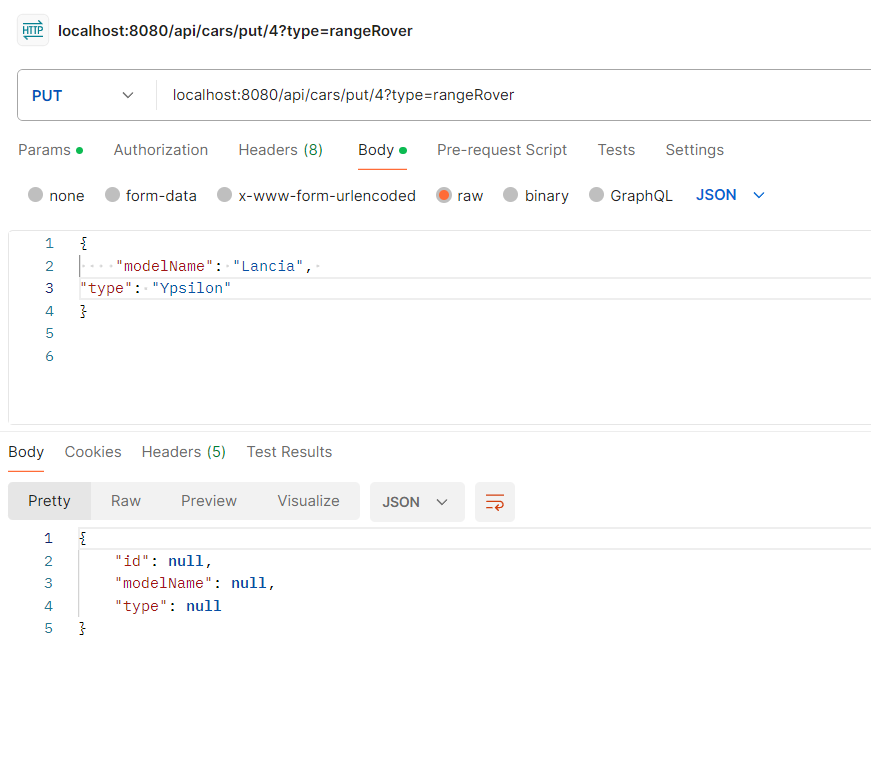 HTTP localhost:8080/api/cars/put/4?type=rangeRover
PUT localhost:8080/api/cars/put/4?type=rangeRover
Params Authorization Headers (8) Body Pre-request Script Tests Settings
none form-data x-www-form-urlencoded raw binary GraphQL JSON
1 {
2 "modelName": "Lancia",
3 "type": "Ypsilon"
4 }
5
6
Body Cookies Headers (5) Test Results
Pretty Raw Preview Visualize JSON
1 {
2 "id": null,
3 "modelName": null,
4 "type": null
5 }